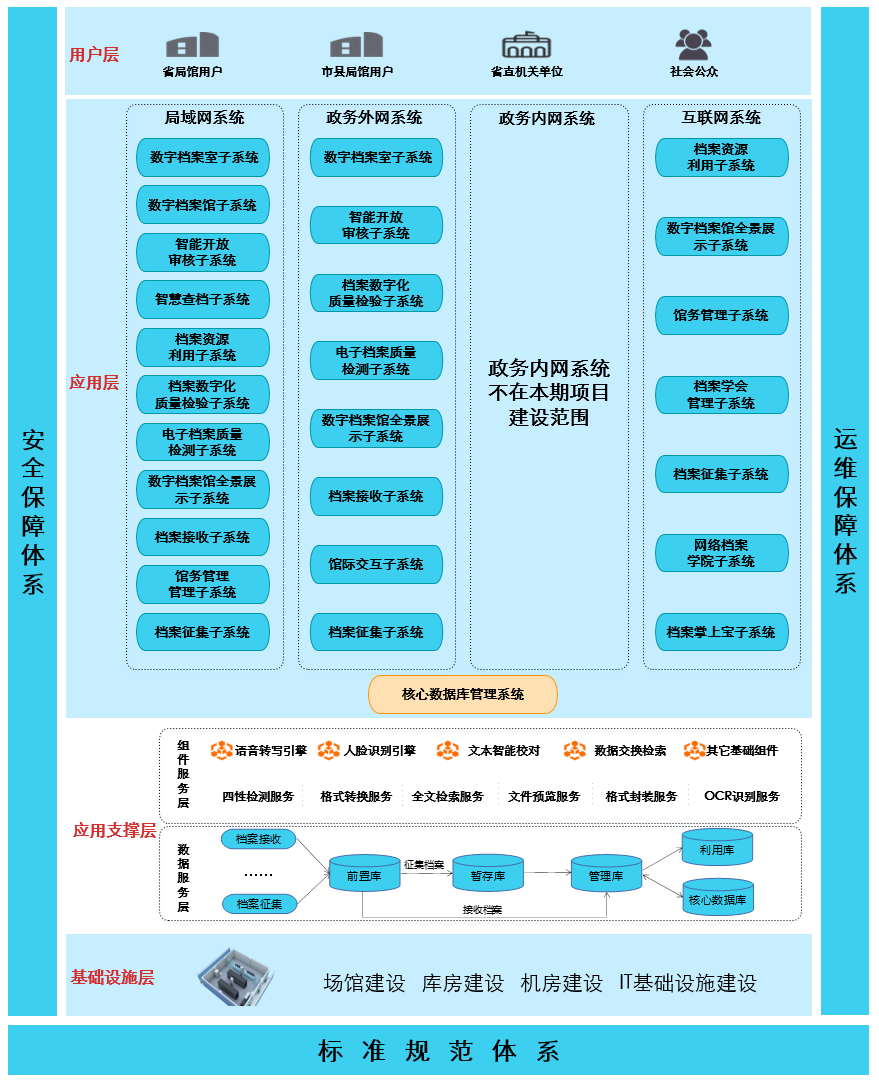 用户层
省局馆用户
市县局馆用户
省直机关单位
社会公众
应用层
局域网系统
数字档案室子系统
数字档案馆子系统
智能开放
审核子系统
智慧查档子系统
档案资源
利用子系统
档案数字化
质量检验子系统
电子档案质量
检测子系统
数字档案馆全景展
示子系统
档案接收子系统
馆务管理
管理子系统
档案征集子系统
政务外网系统
数字档案室子系统
智能开放
审核子系统
档案数字化
质量检验子系统
电子档案质量
检测子系统
数字档案馆全景展
示子系统
档案接收子系统
馆际交互子系统
档案征集子系统
政务内网系统
政务内网系统
不在本期项目
建设范围
互联网系统
档案资源
利用子系统
数字档案馆全景展
示子系统
馆务管理子系统
档案学会
管理子系统
档案征集子系统
网络档案
学院子系统
档案掌上宝子系统
核心数据库管理系统
应用支撑层
组件服务层
语音转写引擎
人脸识别引擎
文本智能校对
数据交换检索
其它基础组件
四性检测服务
格式转换服务
全文检索服务
文件预览服务
格式封装服务
OCR识别服务
数据服务层
档案接收
……
档案征集
前置库
征集档案
暂存库
管理库
接收档案
利用库
核心数据库
基础设施层
场馆建设 库房建设 机房建设 IT基础设施建设
安全保障体系
运维保障体系
标准规范体系